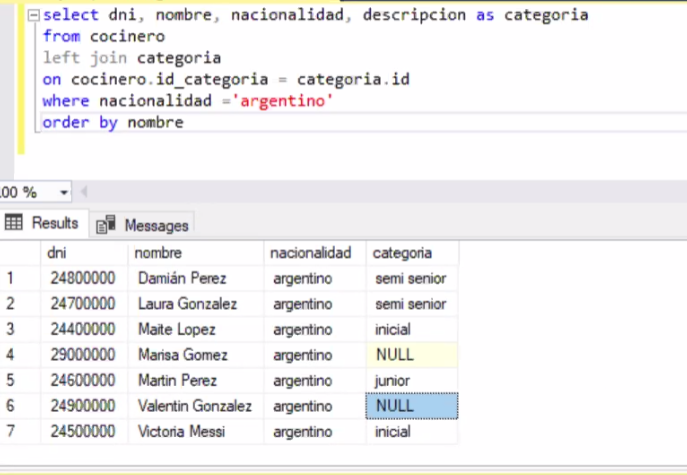 select dni, nombre, nacionalidad, descripcion as categoria
from cocinero
left join categoria
on cocinero.id_categoria = categoria.id
where nacionalidad ='argentino'
order by nombre
.00 %
Results Messages
dni nombre nacionalidad categoria
1 24800000 Damián Perez argentino semi senior
2 24700000 Laura Gonzalez argentino semi senior
3 24400000 Maite Lopez argentino inicial
4 29000000 Marisa Gomez argentino NULL
5 24600000 Martin Perez argentino junior
6 24900000 Valentin Gonzalez argentino NULL
7 24500000 Victoria Messi argentino inicial